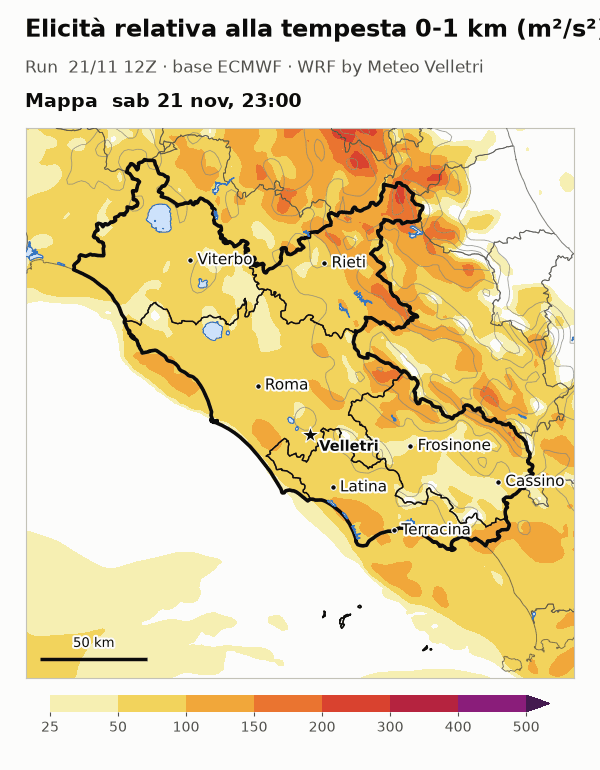 Elicità relativa alla tempesta 0-1 km (m²/s²)
Run  21/11 12Z · base ECMWF · WRF by Meteo Velletri
Mappa  sab 21 nov, 23:00
Viterbo
Rieti
Roma
Velletri
Frosinone
Cassino
Latina
Terracina
50 km
25 50 100 150 200 300 400 500